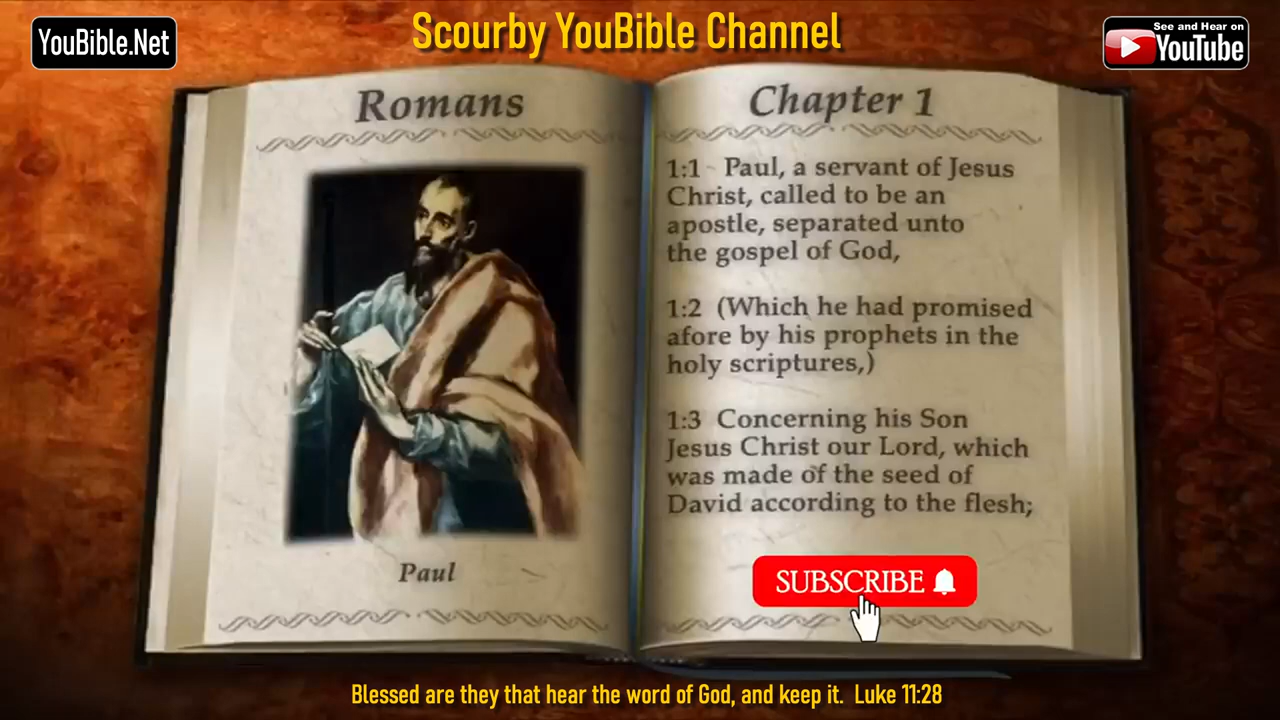 YouBible.Net
Scourby YouBible Channel
See and Hear on
YouTube
Romans
Paul
Chapter 1
1:1 Paul, a servant of Jesus
Christ, called to be an
apostle, separated unto
the gospel of God,
1:2 (Which he had promised
afore by his prophets in the
holy scriptures,)
1:3 Concerning his Son
Jesus Christ our Lord, which
was made of the seed of
David according to the flesh;
SUBSCRIBE
Blessed are they that hear the word of God, and keep it. Luke 11:28